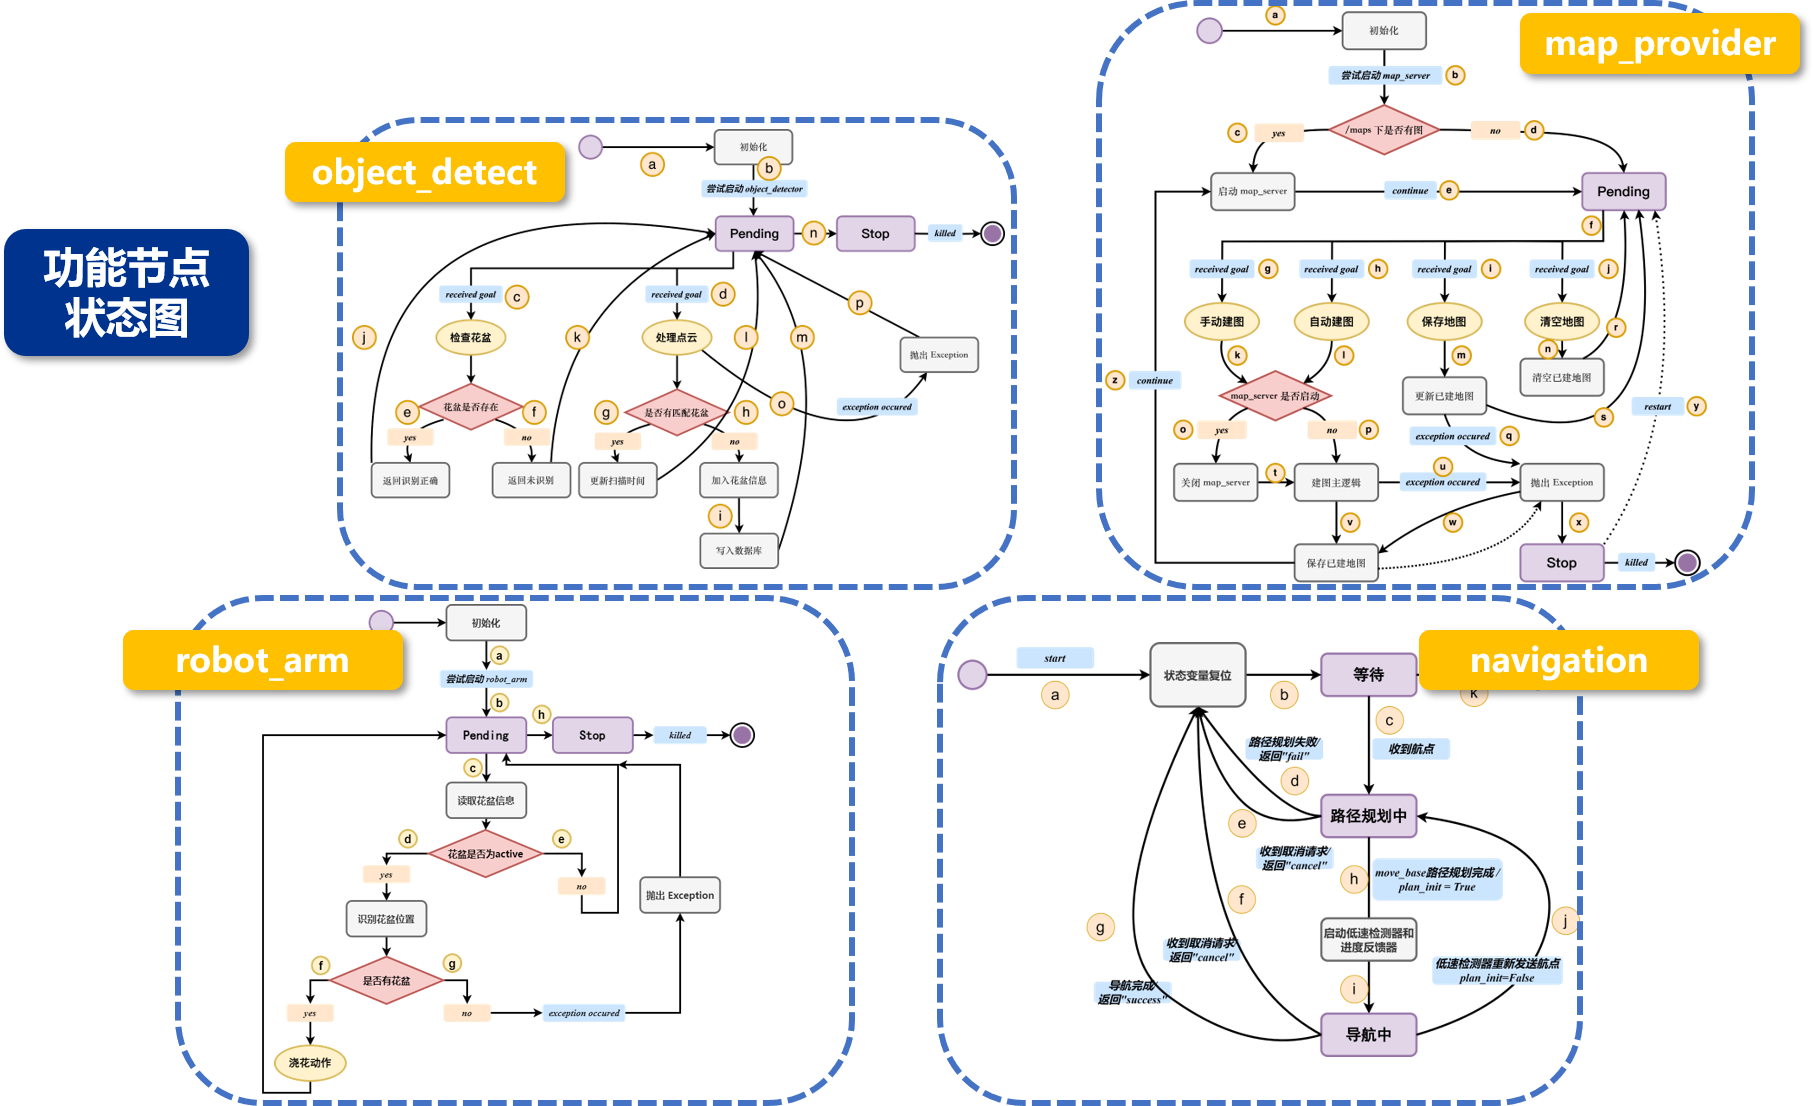 功能节点
状态图
object_detect
a
初始化
b
尝试启动 object_detector
Pending
n
Stop
killed
received goal
c
received goal
d
p
j
检查花盆
k
处理点云
l
m
抛出 Exception
e
花盆是否存在
f
g
是否有匹配花盆
h
o
exception occured
yes
no
yes
no
返回识别正确
返回未识别
更新扫描时间
加入花盆信息
i
写入数据库
map_provider
a
初始化
尝试启动 map_server
b
c
yes
/maps 下是否有图
no
d
启动 map_server
continue
e
Pending
f
received goal
g
received goal
h
received goal
i
received goal
j
手动建图
自动建图
保存地图
清空地图
r
k
l
m
n
清空已建地图
z
continue
map_server 是否启动
更新已建地图
s
restart
y
o
yes
no
p
exception occured
q
关闭 map_server
t
建图主逻辑
u
exception occured
抛出 Exception
v
w
x
保存已建地图
Stop
killed
robot_arm
初始化
a
尝试启动 robot_arm
b
h
Pending
Stop
killed
c
读取花盆信息
d
花盆是否为active
e
yes
no
抛出 Exception
识别花盆位置
f
是否有花盆
g
yes
no
exception occured
浇花动作
navigation
start
a
状态变量复位
b
等待
k
c
收到航点
路径规划失败/
返回"fail"
d
路径规划中
e
收到取消请求/
返回"cancel"
h
move_base路径规划完成 /
plan_init = True
f
g
j
启动低速检测器和
进度反馈器
收到取消请求/
返回"cancel"
低速检测器重新发送航点
plan_init=False
i
导航完成/
返回"success"
导航中